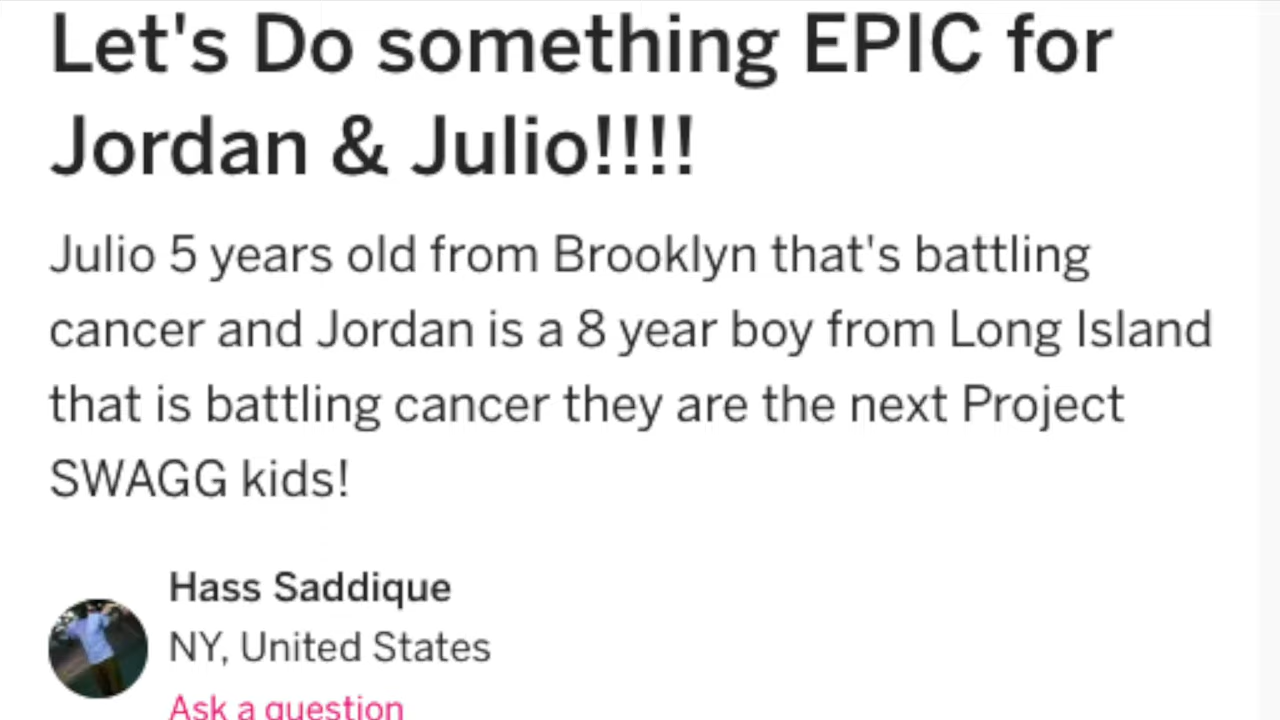 Let's Do something EPIC for
Jordan & Julio!!!!
Julio 5 years old from Brooklyn that's battling
cancer and Jordan is a 8 year boy from Long Island
that is battling cancer they are the next Project
SWAGG kids!
Hass Saddique
NY, United States
Ask a question